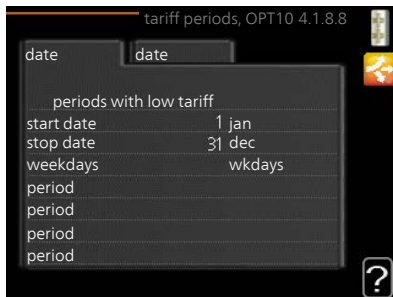 tariff periods, OPT10 4.1.8.8
date date
periods with low tariff
start date 1 jan
stop date 31 dec
weekdays wkdays
period
period
period
period
?